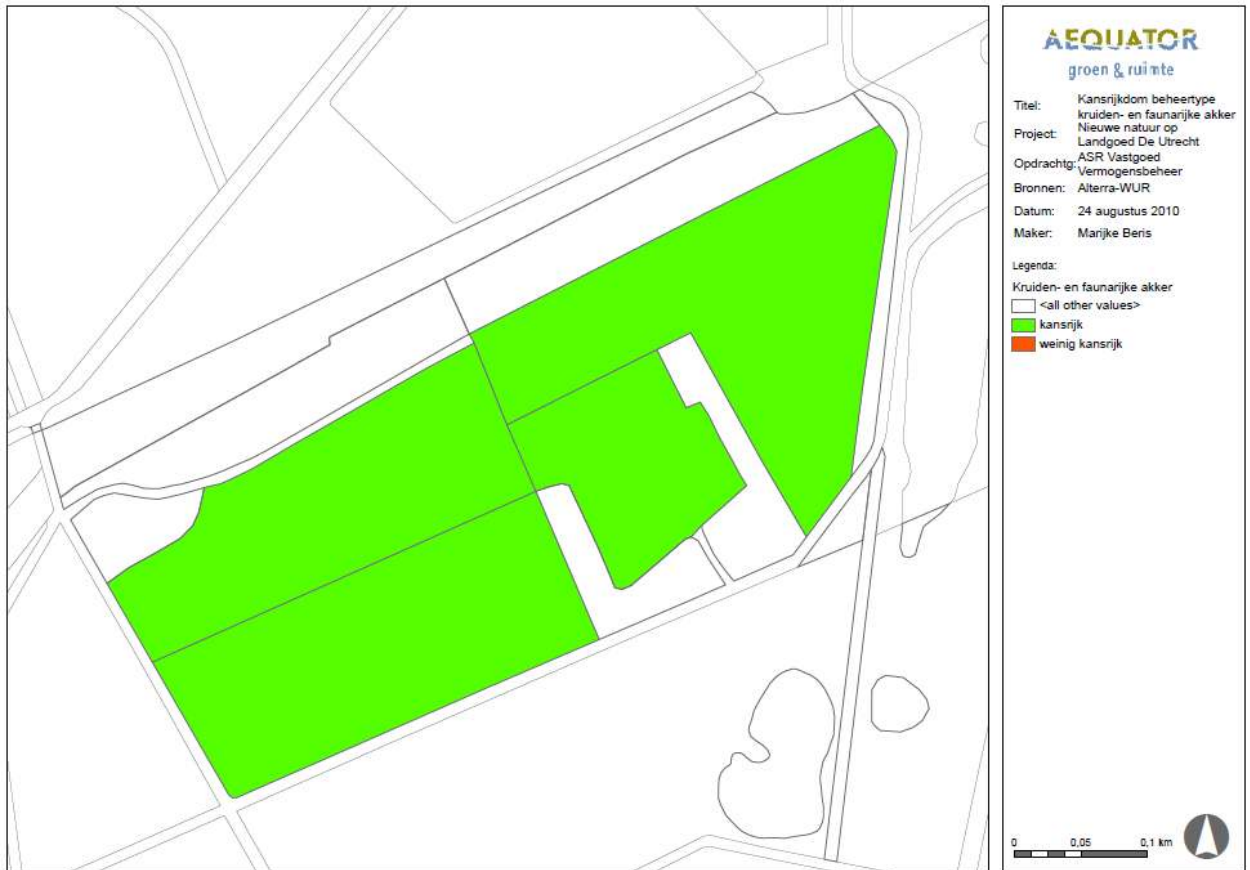 AEQUATOR
groen & ruimte
Titel: Kansrijkdom beheertype
kruiden- en faunarijke akker
Project: Nieuwe natuur op
Landgoed De Utrecht
Opdrachtg: ASR Vastgoed
Vermogensbeheer
Bronnen: Alterra-WUR
Datum: 24 augustus 2010
Maker: Marijke Beris
Legenda:
Kruiden- en faunarijke akker
<all other values>
kansrijk
weinig kansrijk
0 0,05 0,1 km